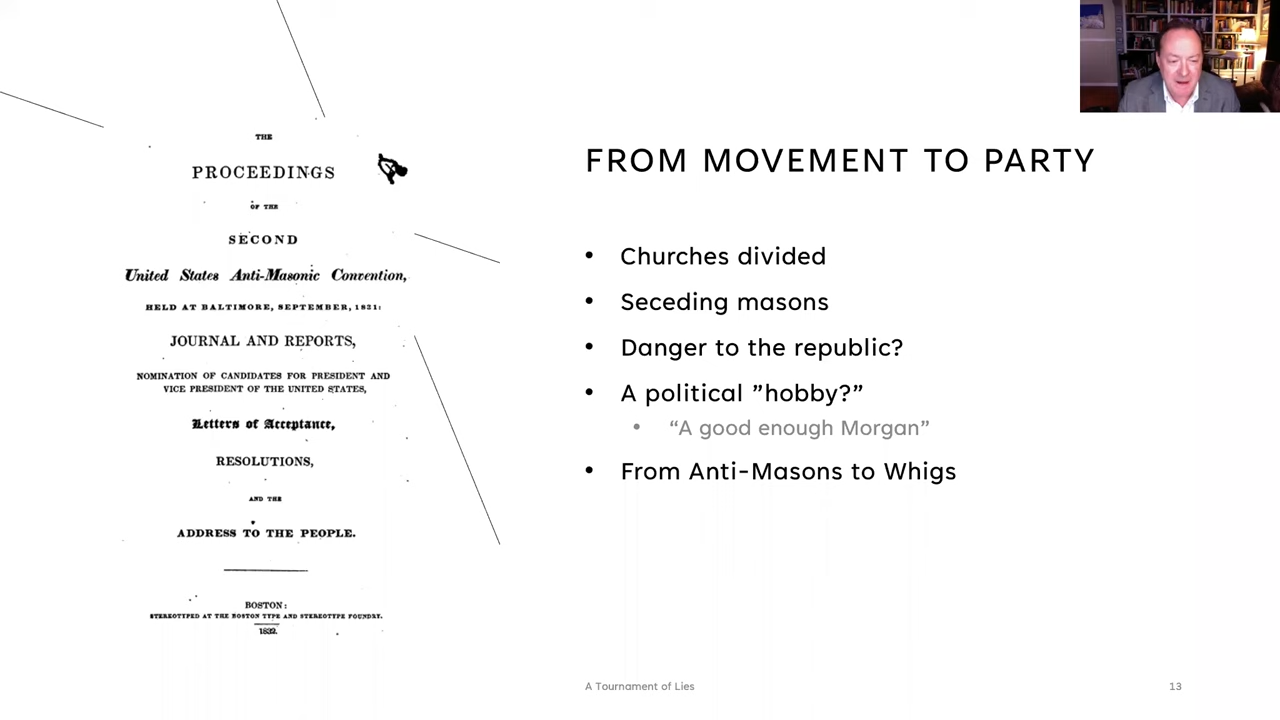 THE
PROCEEDINGS
OF THE
SECOND
United States Anti-Masonic Convention,
HELD AT BALTIMORE, SEPTEMBER, 1831:
JOURNAL AND REPORTS,
NOMINATION OF CANDIDATES FOR PRESIDENT AND
VICE PRESIDENT OF THE UNITED STATES,
Letters of Acceptance,
RESOLUTIONS,
AND THE
ADDRESS TO THE PEOPLE.
BOSTON:
STEREOTYPED AT THE BOSTON TYPE AND STEREOTYPE FOUNDRY.
1832.
FROM MOVEMENT TO PARTY
• Churches divided
• Seceding masons
• Danger to the republic?
• A political ”hobby?”
• “A good enough Morgan”
• From Anti-Masons to Whigs
A Tournament of Lies
13